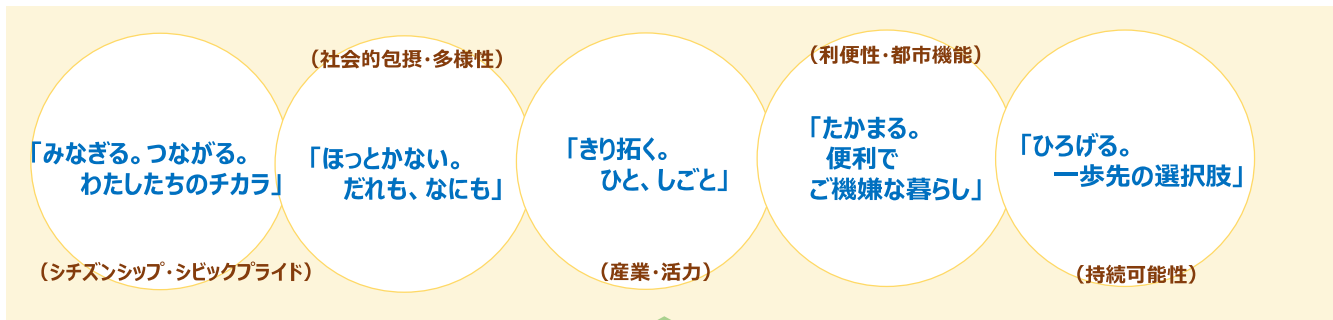 「みなぎる。つながる。
わたしたちのチカラ」
（シチズンシップ・シビックプライド）
（社会的包摂・多様性）
「ほっとかない。
だれも、なにも」
「きり拓く。
ひと、しごと」
（産業・活力）
（利便性・都市機能）
「たかまる。
便利で
ご機嫌な暮らし」
「ひろげる。
一歩先の選択肢」
（持続可能性）